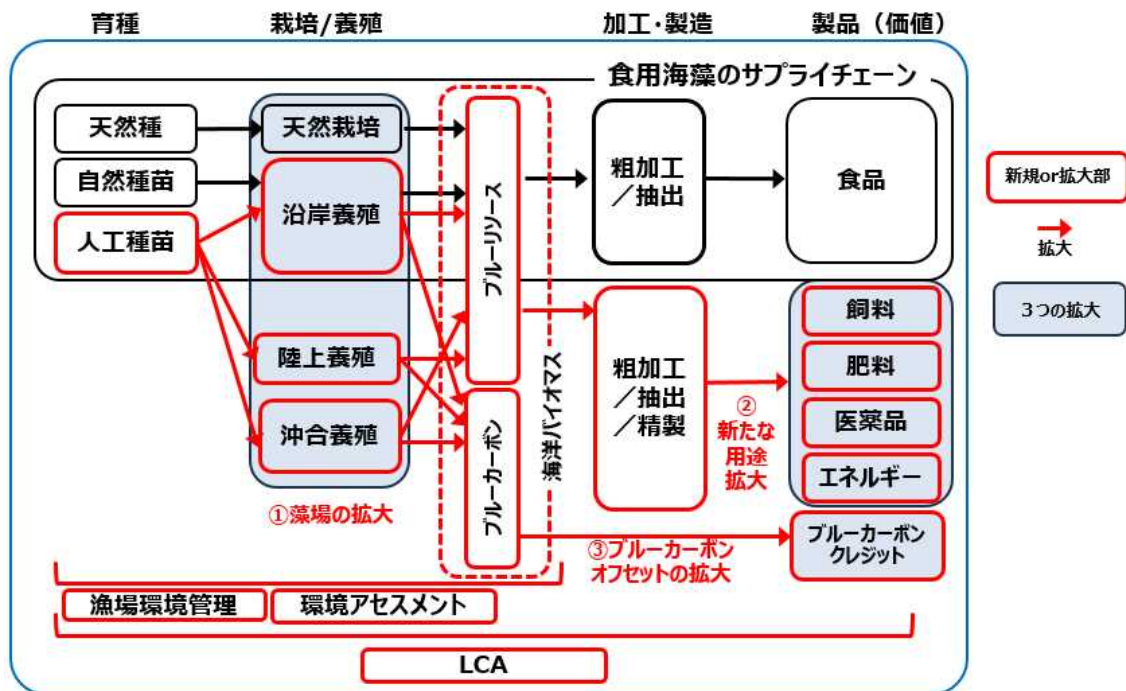 育種
栽培/養殖
加工・製造
製品（価値）
食用海藻のサプライチェーン
天然種
自然種苗
人工種苗
天然栽培
沿岸養殖
陸上養殖
沖合養殖
①藻場の拡大
ブルーリソース
ブルーカーボン
海洋バイオマス
粗加工
／抽出
粗加工
／抽出
／精製
②
新たな
用途
拡大
③ブルーカーボン
オフセットの拡大
食品
飼料
肥料
医薬品
エネルギー
ブルーカーボン
クレジット
漁場環境管理
環境アセスメント
LCA
新規or拡大部
拡大
３つの拡大